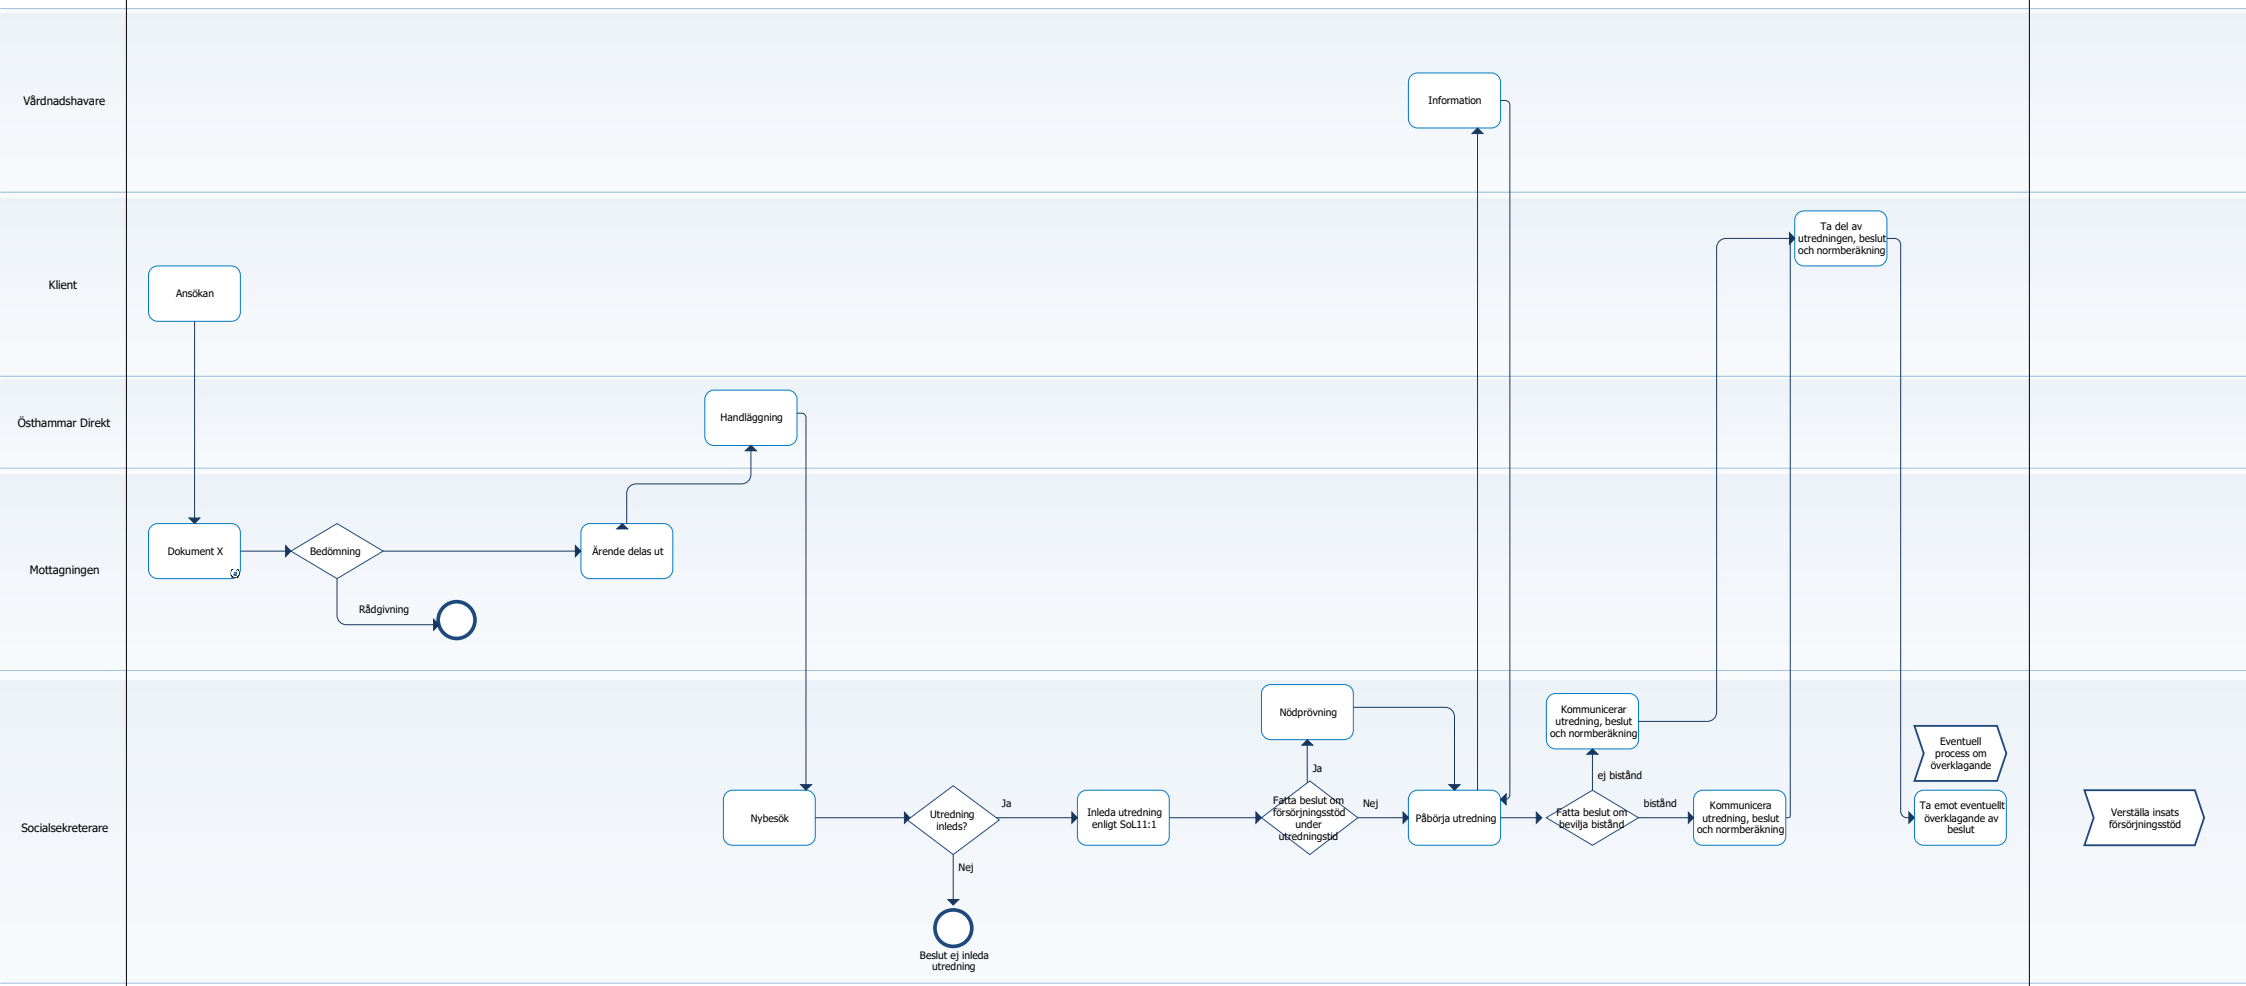 Vårdnadshavare
Information
Klient
Ansökan
Ta del av
utredningen, beslut
och normberäkning
Östhammar Direkt
Handläggning
Mottagningen
Dokument X
Bedömning
Rådgivning
Ärende delas ut
Socialsekreterare
Nybesök
Utredning
inleds?
Ja
Nej
Beslut ej inleda
utredning
Inleda utredning
enligt SoL11:1
Fatta beslut om
försörjningsstöd
under
utredningstid
Ja
Nej
Nödprövning
Påbörja utredning
Fatta beslut om
bevilja bistånd
ej bistånd
bistånd
Kommunicerar
utredning, beslut
och normberäkning
Kommunicera
utredning, beslut
och normberäkning
Eventuell
process om
överklagande
Ta emot eventuellt
överklagande av
beslut
Verställa insats
försörjningsstöd